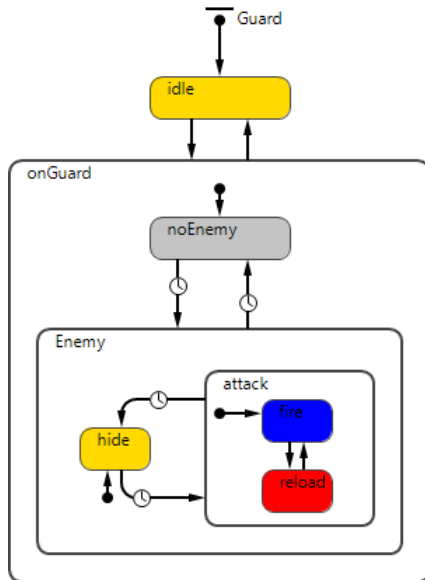 Guard
idle
onGuard
noEnemy
Enemy
attack
fire
hide
reload